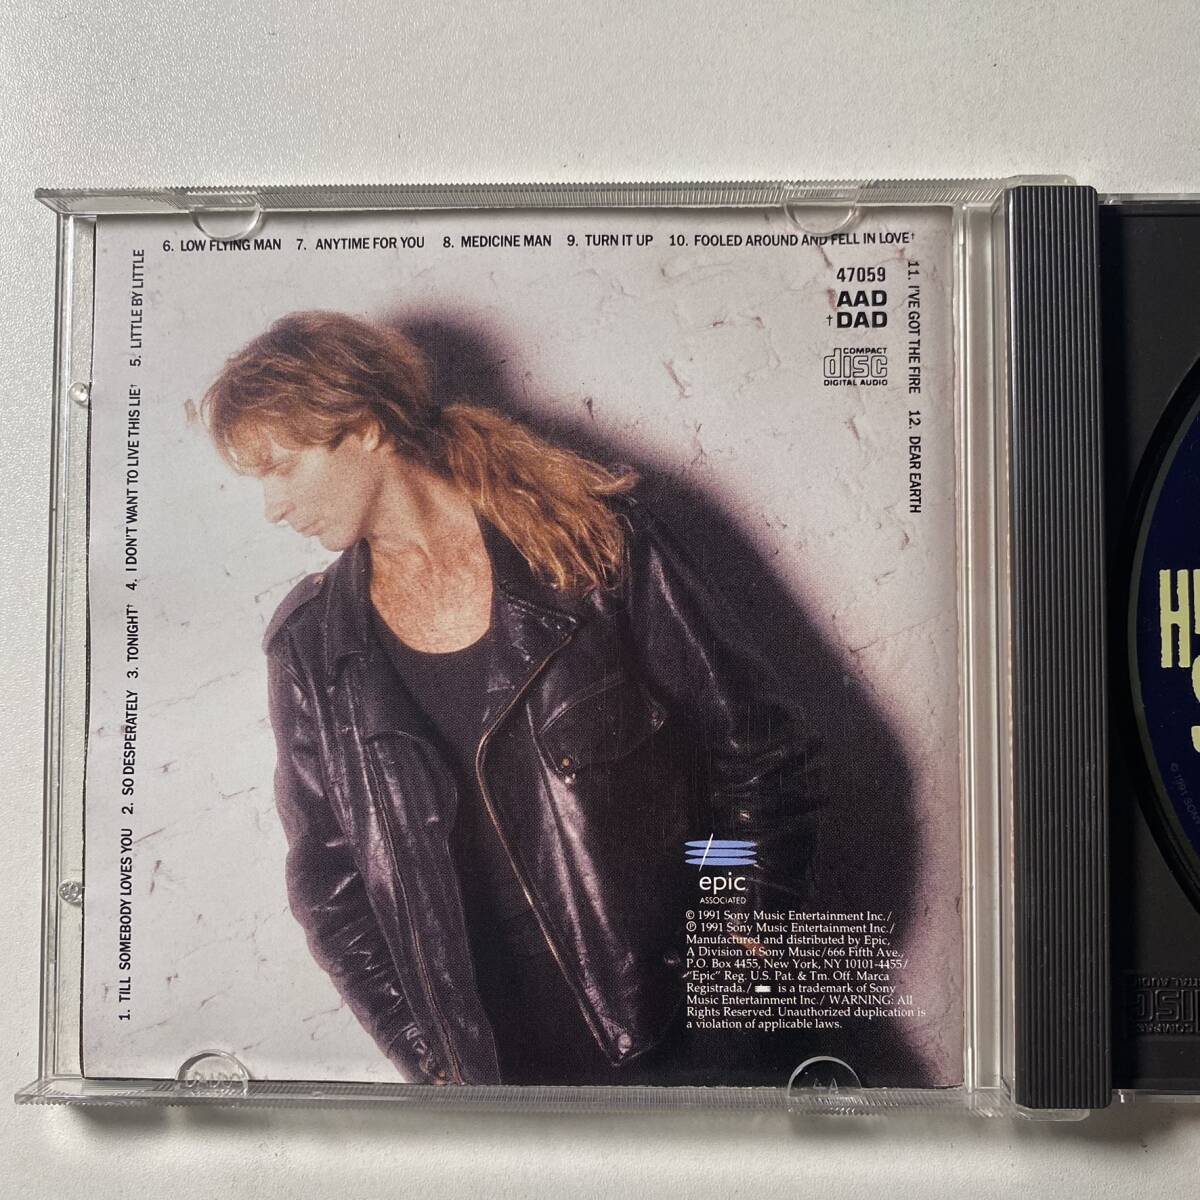 1. TILL SOMEBODY LOVES YOU 2. SO DESPERATELY 3. TONIGHT† 4. I DON'T WANT TO LIVE THIS LIE† 5. LITTLE BY LITTLE
6. LOW FLYING MAN 7. ANYTIME FOR YOU 8. MEDICINE MAN 9. TURN IT UP 10. FOOLED AROUND AND FELL IN LOVE†
11. I'VE GOT THE FIRE 12. DEAR EARTH
47059
AAD
†DAD
COMPACT
disc
DIGITAL AUDIO
epic
ASSOCIATED
© 1991 Sony Music Entertainment Inc./
℗ 1991 Sony Music Entertainment Inc./
Manufactured and distributed by Epic,
A Division of Sony Music/666 Fifth Ave.,
P.O. Box 4455, New York, NY 10101-4455/
"Epic" Reg. U.S. Pat. & Tm. Off. Marca
Registrada./ is a trademark of Sony
Music Entertainment Inc./ WARNING: All
Rights Reserved. Unauthorized duplication is
a violation of applicable laws.
© 1991